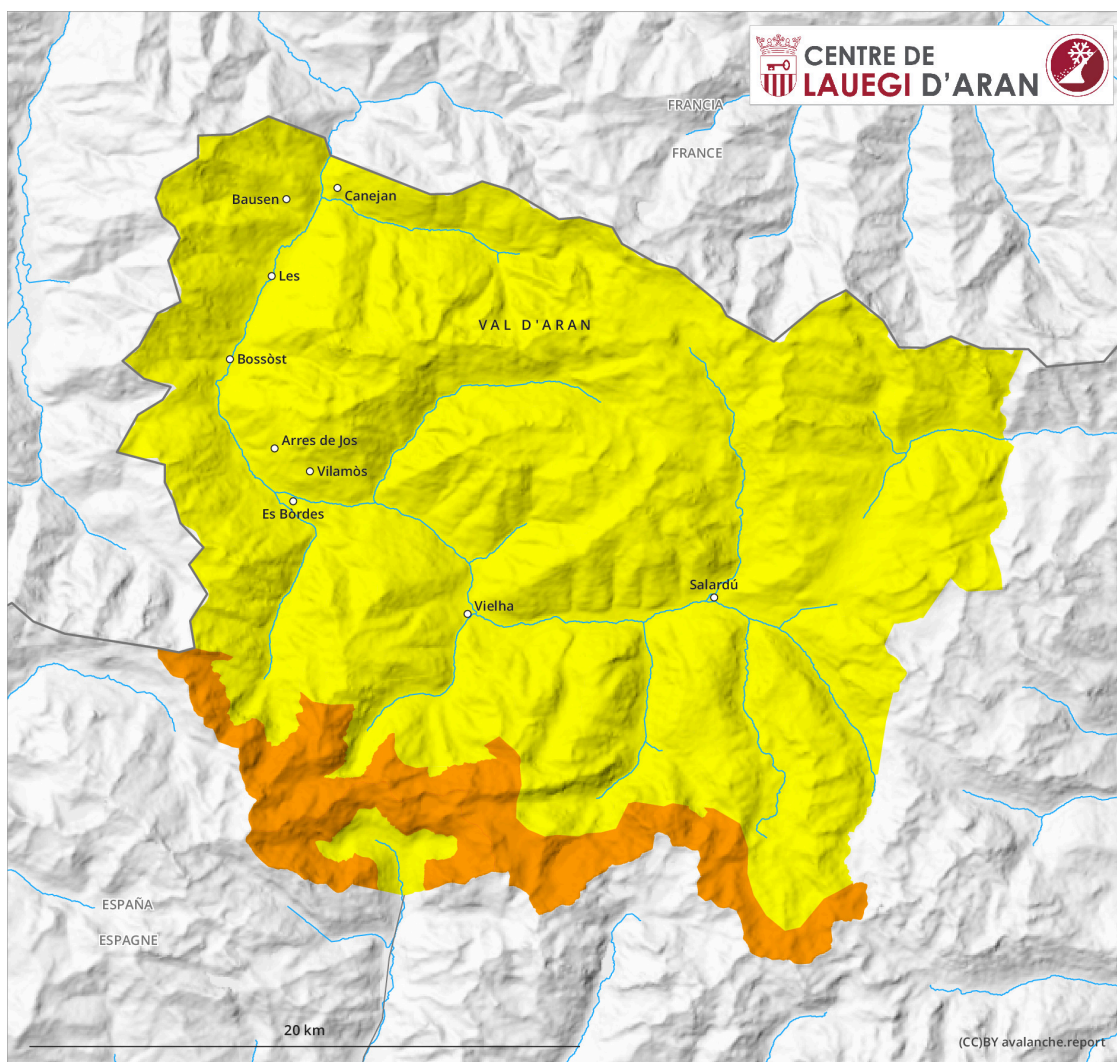 CENTRE DE
LAUEGI D'ARAN
FRANCIA
FRANCE
Bausen
Canejan
Les
VAL D'ARAN
Bossòst
Arres de Jos
Vilamòs
Es Bòrdes
Salardú
Vielha
ESPAÑA
ESPAGNE
20 km
(CC)BY avalanche.report